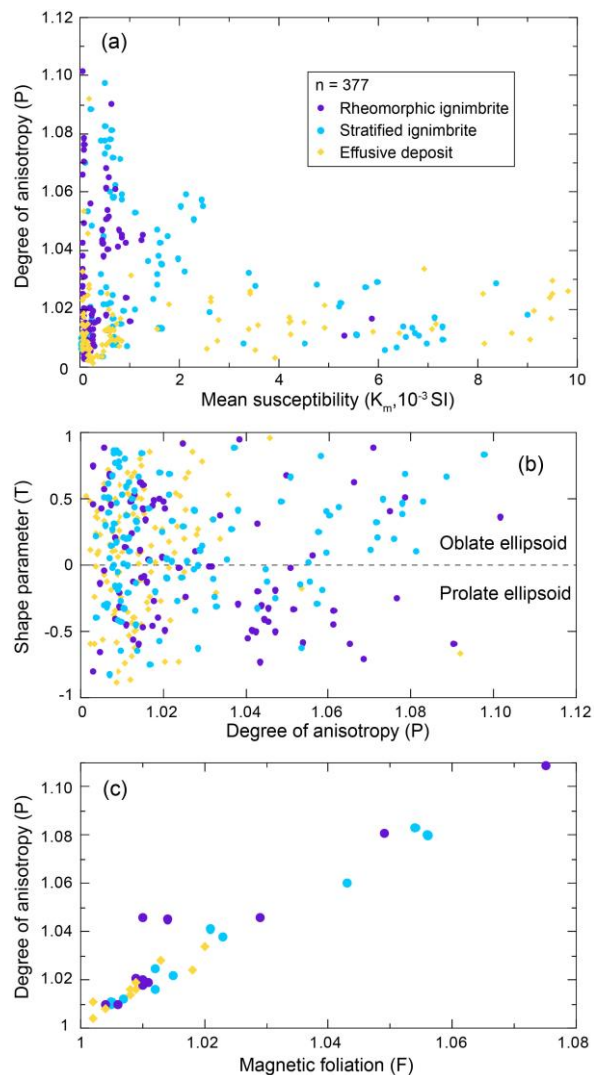 (a)
Degree of anisotropy (P)
1.10
1.08
1.06
1.04
1.02
0
n = 377
Rheomorphic ignimbrite
Stratified ignimbrite
Effusive deposit
0 2 4 6 8 10
Mean susceptibility (Km,10-3 SI)
(b)
Shape parameter (T)
1
0.5
0
-0.5
-1
Oblate ellipsoid
Prolate ellipsoid
0 1.02 1.04 1.06 1.08 1.10 1.12
Degree of anisotropy (P)
(c)
Degree of anisotropy (P)
1.10
1.08
1.06
1.04
1.02
1
1 1.02 1.04 1.06 1.08
Magnetic foliation (F)